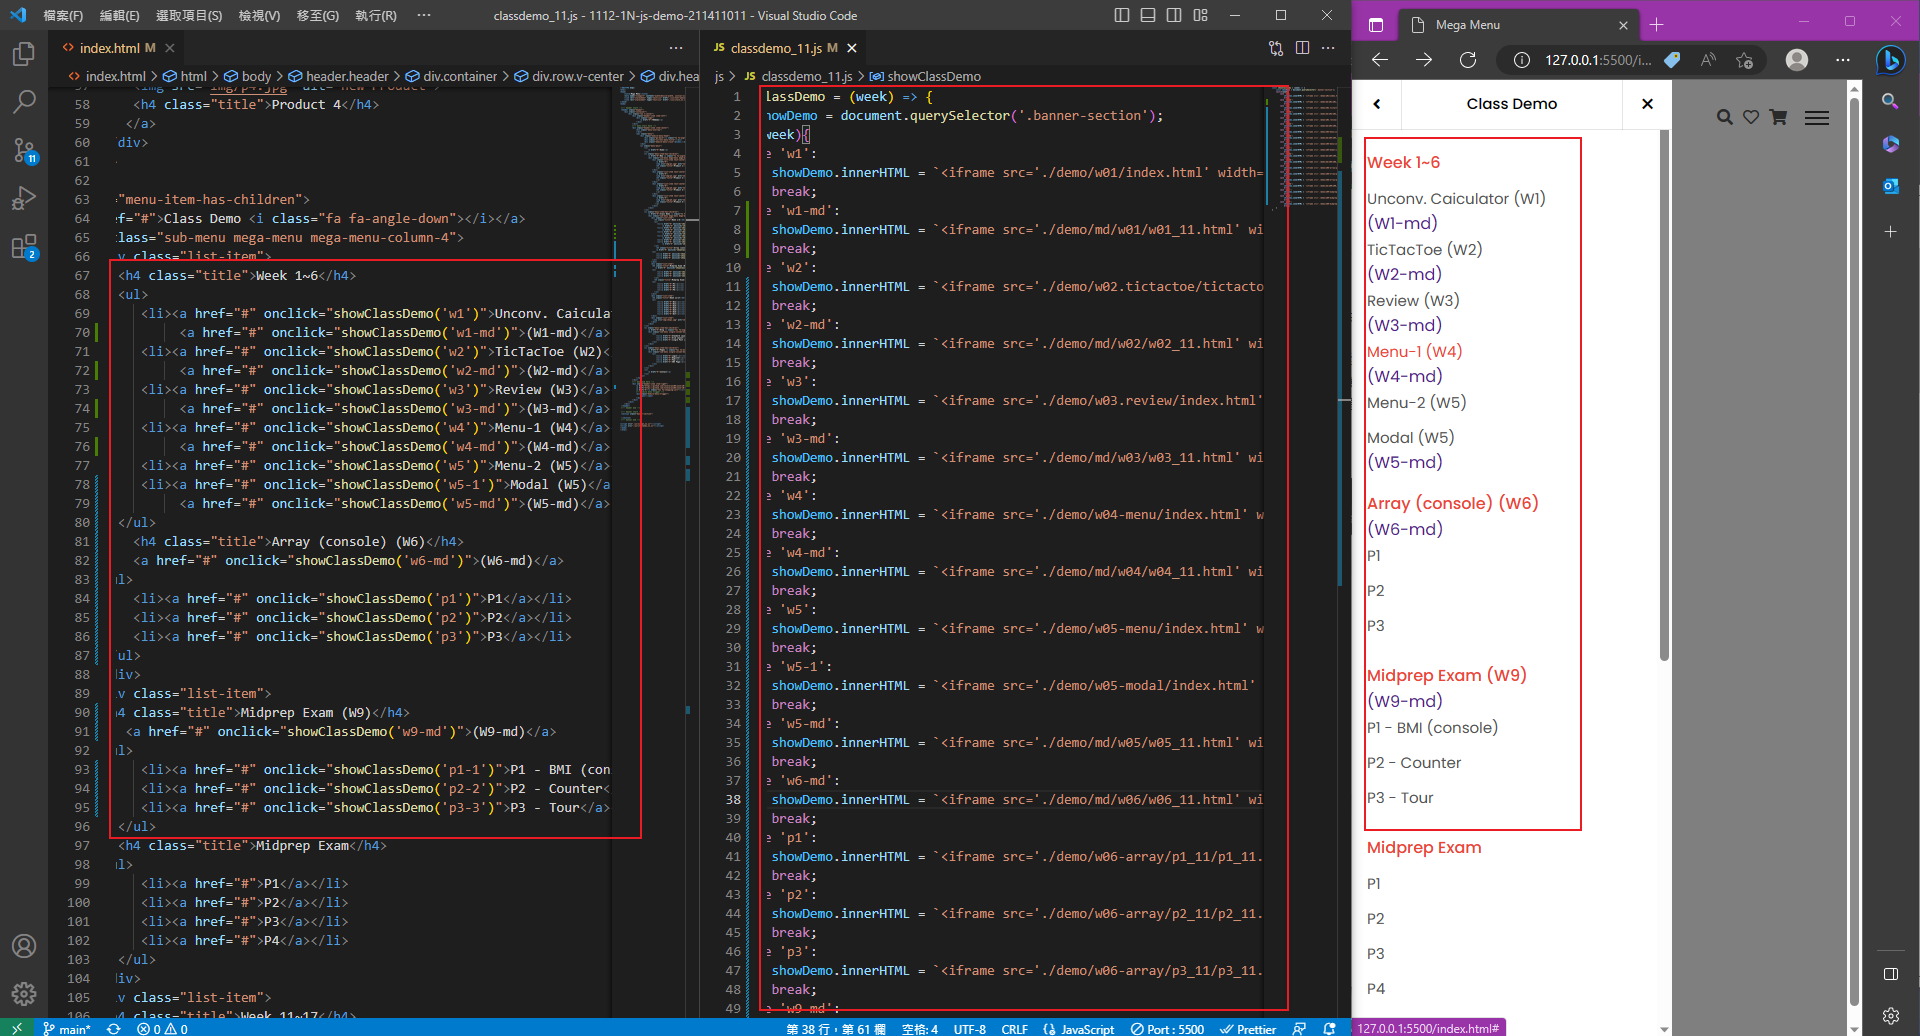 檔案(F) 編輯(E) 選取項目(S) 檢視(V) 移至(G) 執行(R) ··· classdemo_11.js - 1112-1N-js-demo-211411011 - Visual Studio Code
index.html M
index.html > html > body > header.header > div.container > div.row.v-center > div.hea
58 <h4 class="title">Product 4</h4>
59 </a>
60 div>
61
62
63 ="menu-item-has-children">
64 ef="#">Class Demo <i class="fa fa-angle-down"></i></a>
65 class="sub-menu mega-menu mega-menu-column-4">
66 v class="list-item">
67 <h4 class="title">Week 1~6</h4>
68 <ul>
69 <li><a href="#" onclick="showClassDemo('w1')">Unconv. Caicula
70 <a href="#" onclick="showClassDemo('w1-md')">(W1-md)</a>
71 <li><a href="#" onclick="showClassDemo('w2')">TicTacToe (W2)<
72 <a href="#" onclick="showClassDemo('w2-md')">(W2-md)</a>
73 <li><a href="#" onclick="showClassDemo('w3')">Review (W3)</a>
74 <a href="#" onclick="showClassDemo('w3-md')">(W3-md)</a>
75 <li><a href="#" onclick="showClassDemo('w4')">Menu-1 (W4)</a>
76 <a href="#" onclick="showClassDemo('w4-md')">(W4-md)</a>
77 <li><a href="#" onclick="showClassDemo('w5')">Menu-2 (W5)</a>
78 <li><a href="#" onclick="showClassDemo('w5-1')">Modal (W5)</a
79 <a href="#" onclick="showClassDemo('w5-md')">(W5-md)</a>
80 </ul>
81 <h4 class="title">Array (console) (W6)</h4>
82 <a href="#" onclick="showClassDemo('w6-md')">(W6-md)</a>
83 ul>
84 <li><a href="#" onclick="showClassDemo('p1')">P1</a></li>
85 <li><a href="#" onclick="showClassDemo('p2')">P2</a></li>
86 <li><a href="#" onclick="showClassDemo('p3')">P3</a></li>
87 ul>
88 div>
89 v class="list-item">
90 h4 class="title">Midprep Exam (W9)</h4>
91 <a href="#" onclick="showClassDemo('w9-md')">(W9-md)</a>
92 ul>
93 <li><a href="#" onclick="showClassDemo('p1-1')">P1 - BMI (con
94 <li><a href="#" onclick="showClassDemo('p2-2')">P2 - Counter<
95 <li><a href="#" onclick="showClassDemo('p3-3')">P3 - Tour</a>
96 </ul>
97 <h4 class="title">Midprep Exam</h4>
98 ul>
99 <li><a href="#">P1</a></li>
100 <li><a href="#">P2</a></li>
101 <li><a href="#">P3</a></li>
102 <li><a href="#">P4</a></li>
103 </ul>
104 div>
105 v class="list-item">
<h4 class="title">Week 11~17</h4>
JS classdemo_11.js M
js > JS classdemo_11.js > showClassDemo
1 lassDemo = (week) => {
2 howDemo = document.querySelector('.banner-section');
3 week){
4 e 'w1':
5 showDemo.innerHTML = `<iframe src='./demo/w01/index.html' width=
6 break;
7 e 'w1-md':
8 showDemo.innerHTML = `<iframe src='./demo/md/w01/w01_11.html' wi
9 break;
10 e 'w2':
11 showDemo.innerHTML = `<iframe src='./demo/w02.tictactoe/tictacto
12 break;
13 e 'w2-md':
14 showDemo.innerHTML = `<iframe src='./demo/md/w02/w02_11.html' wi
15 break;
16 e 'w3':
17 showDemo.innerHTML = `<iframe src='./demo/w03.review/index.html'
18 break;
19 e 'w3-md':
20 showDemo.innerHTML = `<iframe src='./demo/md/w03/w03_11.html' wi
21 break;
22 e 'w4':
23 showDemo.innerHTML = `<iframe src='./demo/w04-menu/index.html' w
24 break;
25 e 'w4-md':
26 showDemo.innerHTML = `<iframe src='./demo/md/w04/w04_11.html' wi
27 break;
28 e 'w5':
29 showDemo.innerHTML = `<iframe src='./demo/w05-menu/index.html' w
30 break;
31 e 'w5-1':
32 showDemo.innerHTML = `<iframe src='./demo/w05-modal/index.html'
33 break;
34 e 'w5-md':
35 showDemo.innerHTML = `<iframe src='./demo/md/w05/w05_11.html' wi
36 break;
37 e 'w6-md':
38 showDemo.innerHTML = `<iframe src='./demo/md/w06/w06_11.html' wi
39 break;
40 e 'p1':
41 showDemo.innerHTML = `<iframe src='./demo/w06-array/p1_11/p1_11.
42 break;
43 e 'p2':
44 showDemo.innerHTML = `<iframe src='./demo/w06-array/p2_11/p2_11.
45 break;
46 e 'p3':
47 showDemo.innerHTML = `<iframe src='./demo/w06-array/p3_11/p3_11.
48 break;
49 e 'w9-md':
11
2
main* 0 0 第 38 行，第 61 欄 空格: 4 UTF-8 CRLF {} JavaScript Port : 5500 Prettier
Mega Menu
127.0.0.1:5500/i...
Class Demo
Week 1~6
Unconv. Caiculator (W1)
(W1-md)
TicTacToe (W2)
(W2-md)
Review (W3)
(W3-md)
Menu-1 (W4)
(W4-md)
Menu-2 (W5)
Modal (W5)
(W5-md)
Array (console) (W6)
(W6-md)
P1
P2
P3
Midprep Exam (W9)
(W9-md)
P1 - BMI (console)
P2 - Counter
P3 - Tour
Midprep Exam
P1
P2
P3
P4
127.0.0.1:5500/index.html#